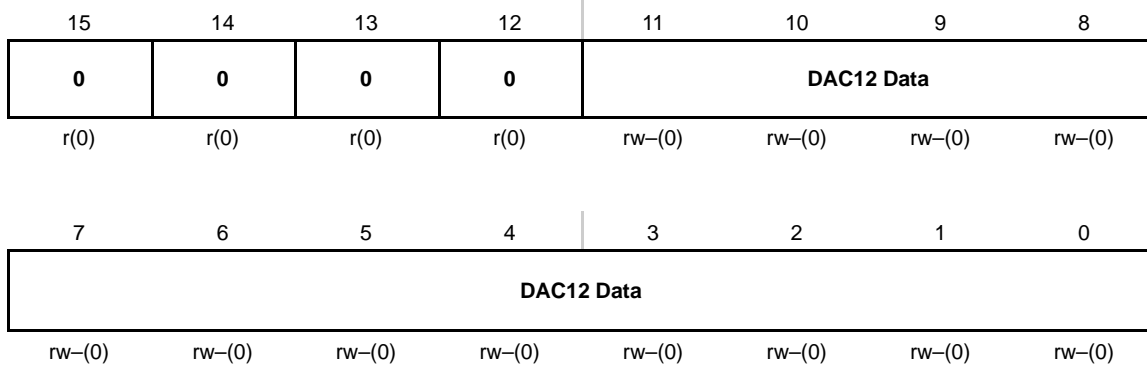 15 14 13 12 11 10 9 8
0 0 0 0 DAC12 Data
r(0) r(0) r(0) r(0) rw–(0) rw–(0) rw–(0) rw–(0)
7 6 5 4 3 2 1 0
DAC12 Data
rw–(0) rw–(0) rw–(0) rw–(0) rw–(0) rw–(0) rw–(0) rw–(0)